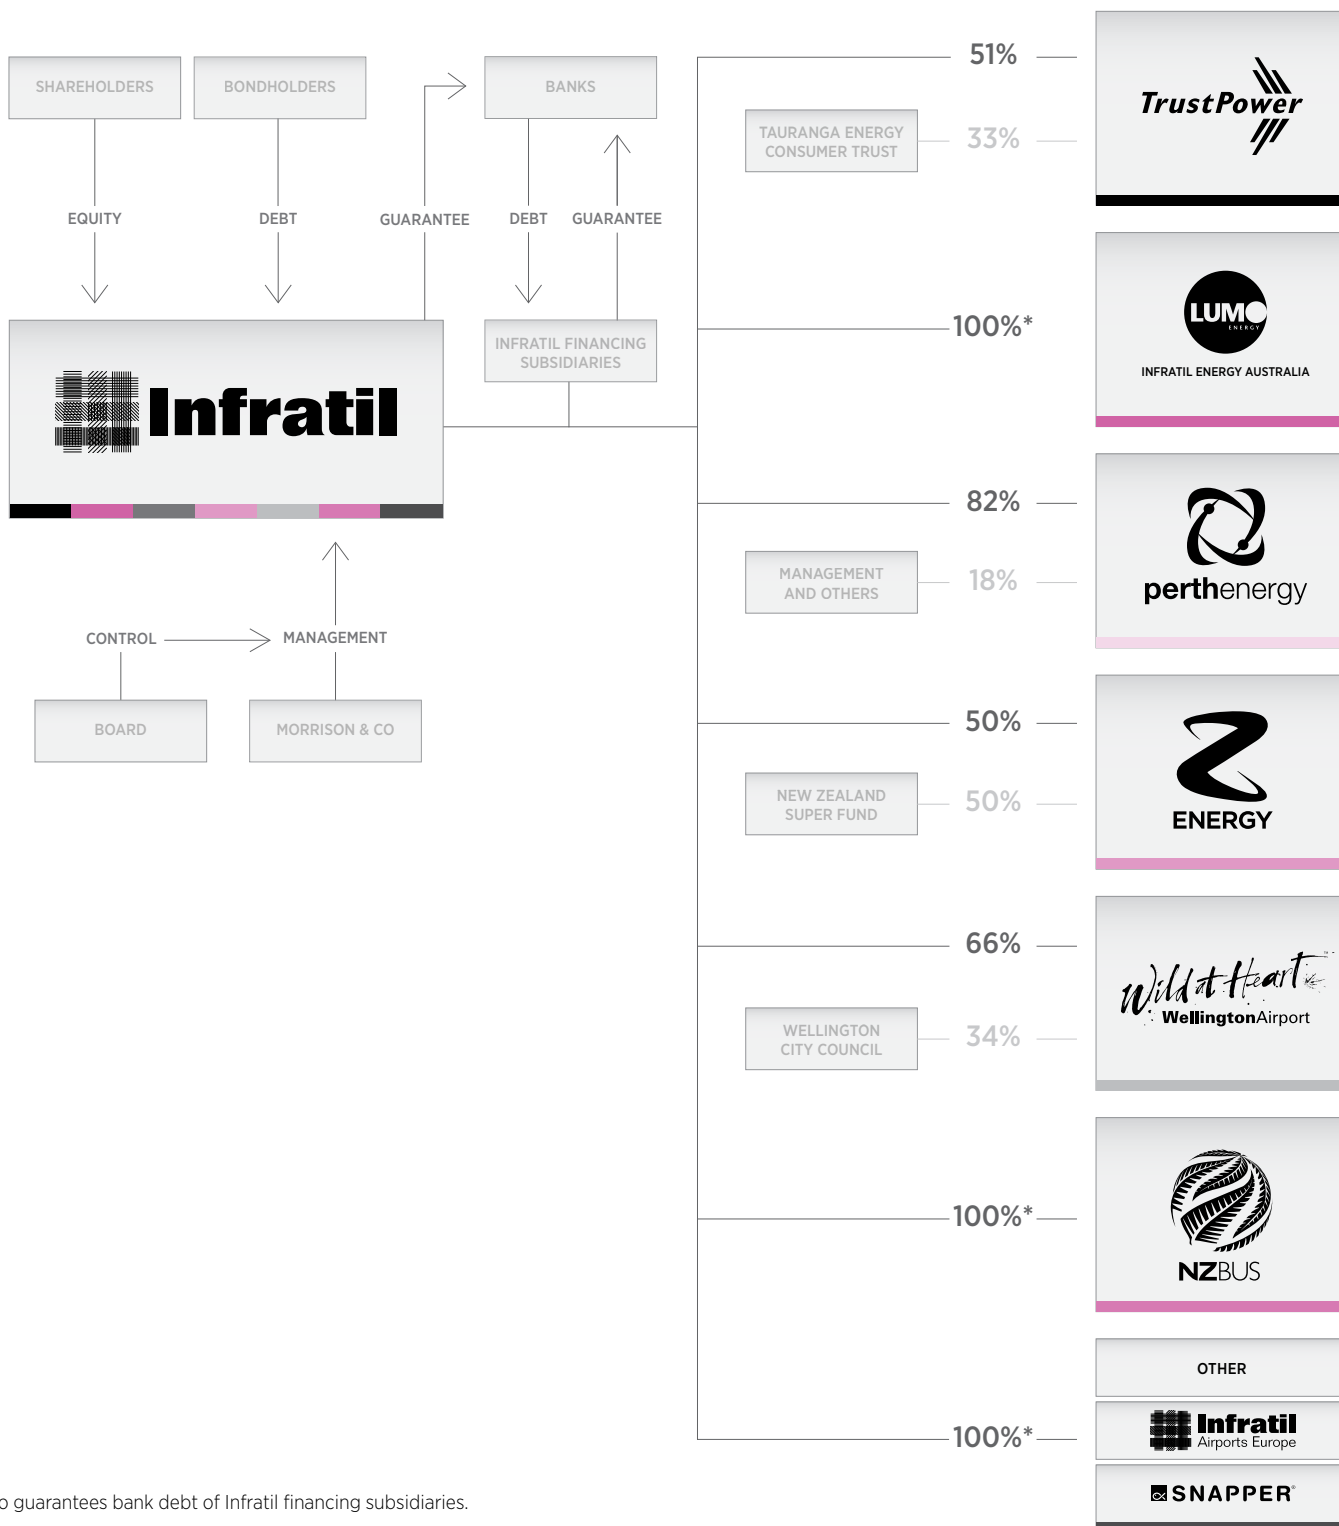 SHAREHOLDERS
BONDHOLDERS
BANKS
EQUITY
DEBT
GUARANTEE
DEBT
GUARANTEE
Infratil
INFRATIL FINANCING
SUBSIDIARIES
CONTROL
MANAGEMENT
BOARD
MORRISON & CO
51%
TrustPower
TAURANGA ENERGY
CONSUMER TRUST
33%
100%*
LUMO
ENERGY
INFRATIL ENERGY AUSTRALIA
82%
perthenergy
MANAGEMENT
AND OTHERS
18%
50%
Z
ENERGY
NEW ZEALAND
SUPER FUND
50%
66%
Wild at Heart
WellingtonAirport
WELLINGTON
CITY COUNCIL
34%
100%*
NZBUS
OTHER
100%*
Infratil
Airports Europe
SNAPPER®
guarantees bank debt of Infratil financing subsidiaries.